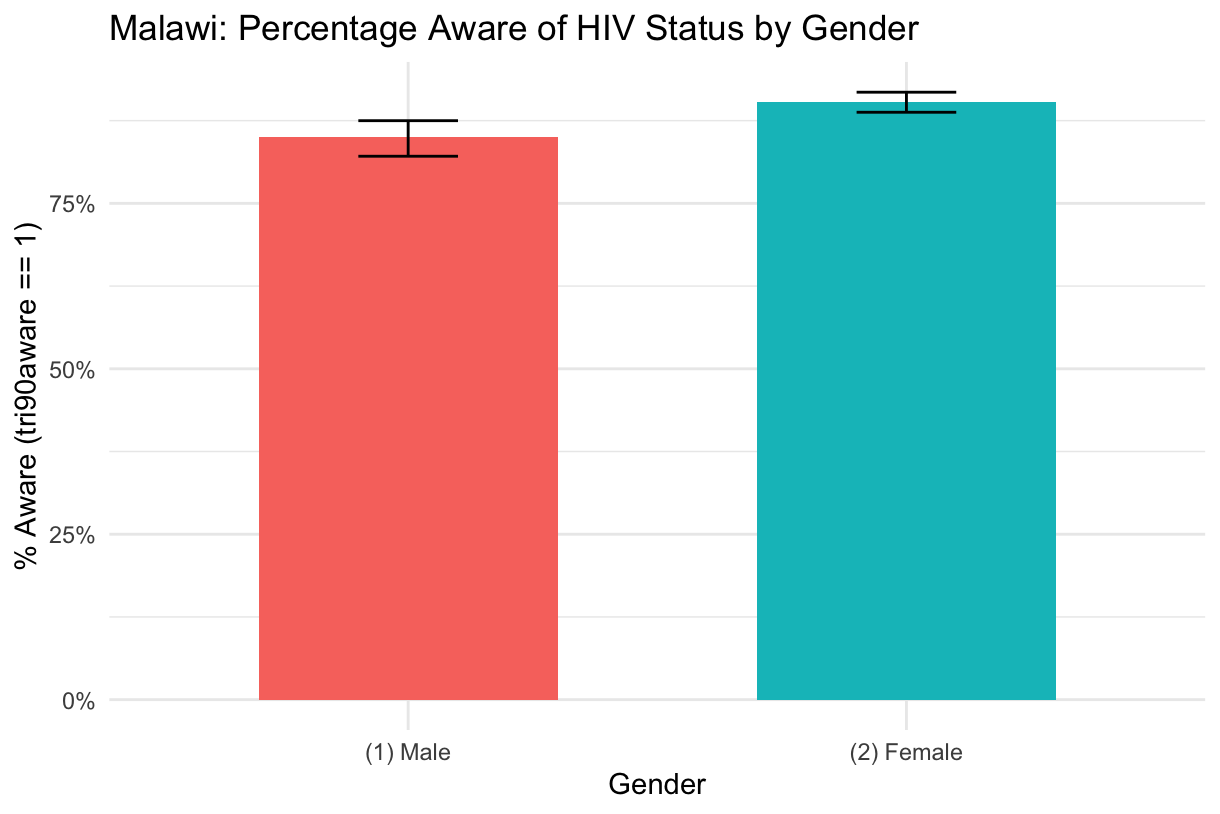 Malawi: Percentage Aware of HIV Status by Gender
% Aware (tri90aware == 1)
75%
50%
25%
0%
(1) Male
(2) Female
Gender